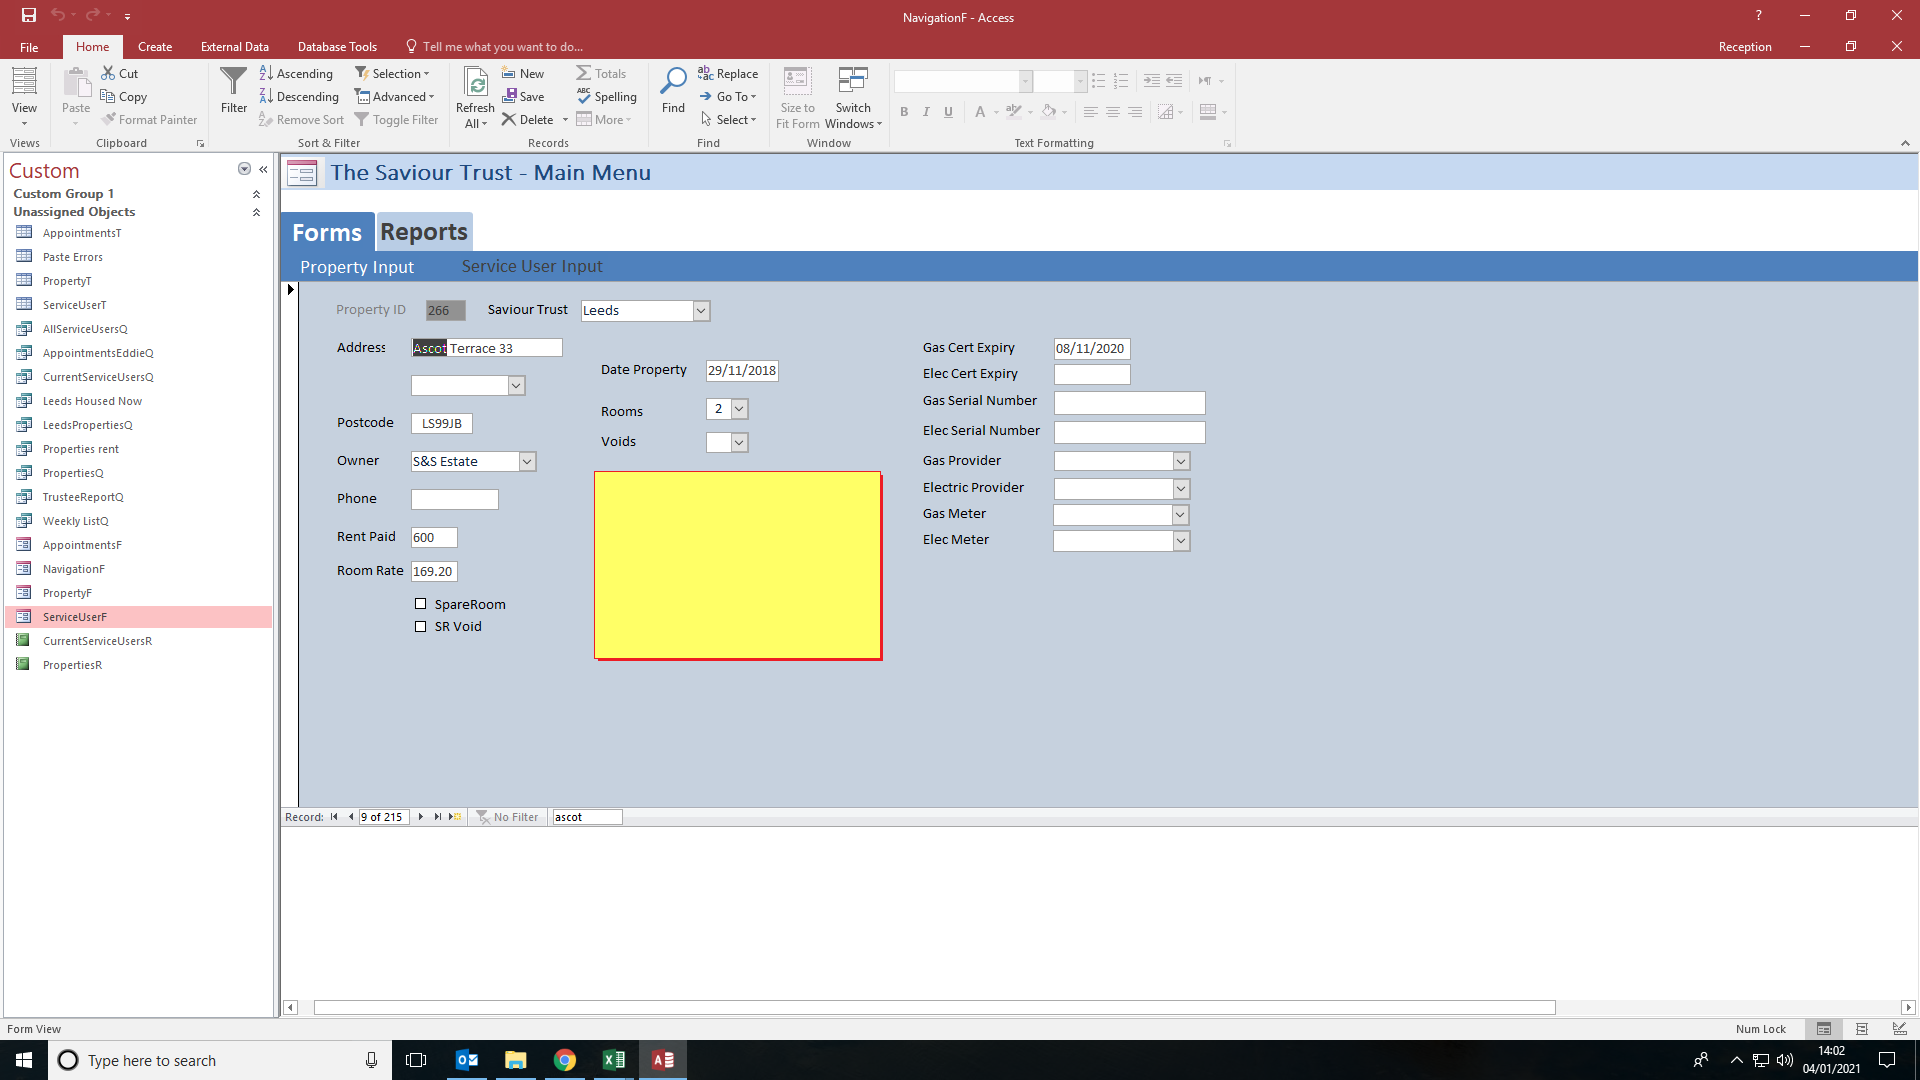 NavigationF - Access
?
File Home Create External Data Database Tools Tell me what you want to do... Reception
View
Views
Paste
Cut
Copy
Format Painter
Clipboard
Filter
Ascending
Descending
Remove Sort
Selection
Advanced
Toggle Filter
Sort & Filter
Refresh All
New
Save
Delete
Totals
Spelling
More
Records
Find
Replace
Go To
Select
Find
Size to Fit Form
Switch Windows
Window
B I U A
Text Formatting
Custom
Custom Group 1
Unassigned Objects
AppointmentsT
Paste Errors
PropertyT
ServiceUserT
AllServiceUsersQ
AppointmentsEddieQ
CurrentServiceUsersQ
Leeds Housed Now
LeedsPropertiesQ
Properties rent
PropertiesQ
TrusteeReportQ
Weekly ListQ
AppointmentsF
NavigationF
PropertyF
ServiceUserF
CurrentServiceUsersR
PropertiesR
The Saviour Trust - Main Menu
Forms Reports
Property Input Service User Input
Property ID 266 Saviour Trust Leeds
Address Ascot Terrace 33
Postcode LS99JB
Owner S&S Estate
Phone
Rent Paid 600
Room Rate 169.20
SpareRoom
SR Void
Date Property 29/11/2018
Rooms 2
Voids
Gas Cert Expiry 08/11/2020
Elec Cert Expiry
Gas Serial Number
Elec Serial Number
Gas Provider
Electric Provider
Gas Meter
Elec Meter
Record: 9 of 215 No Filter ascot
Form View Num Lock
Type here to search
14:02
04/01/2021